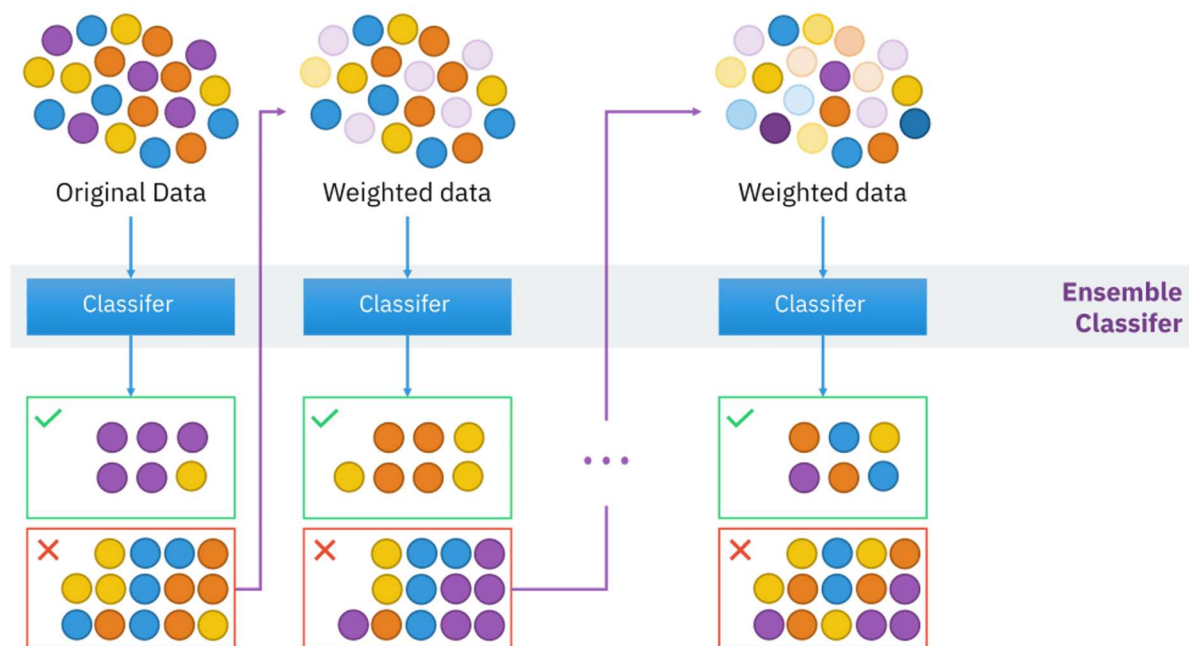 Original Data
Weighted data
Weighted data
Classifer
Classifer
Classifer
Ensemble
Classifer